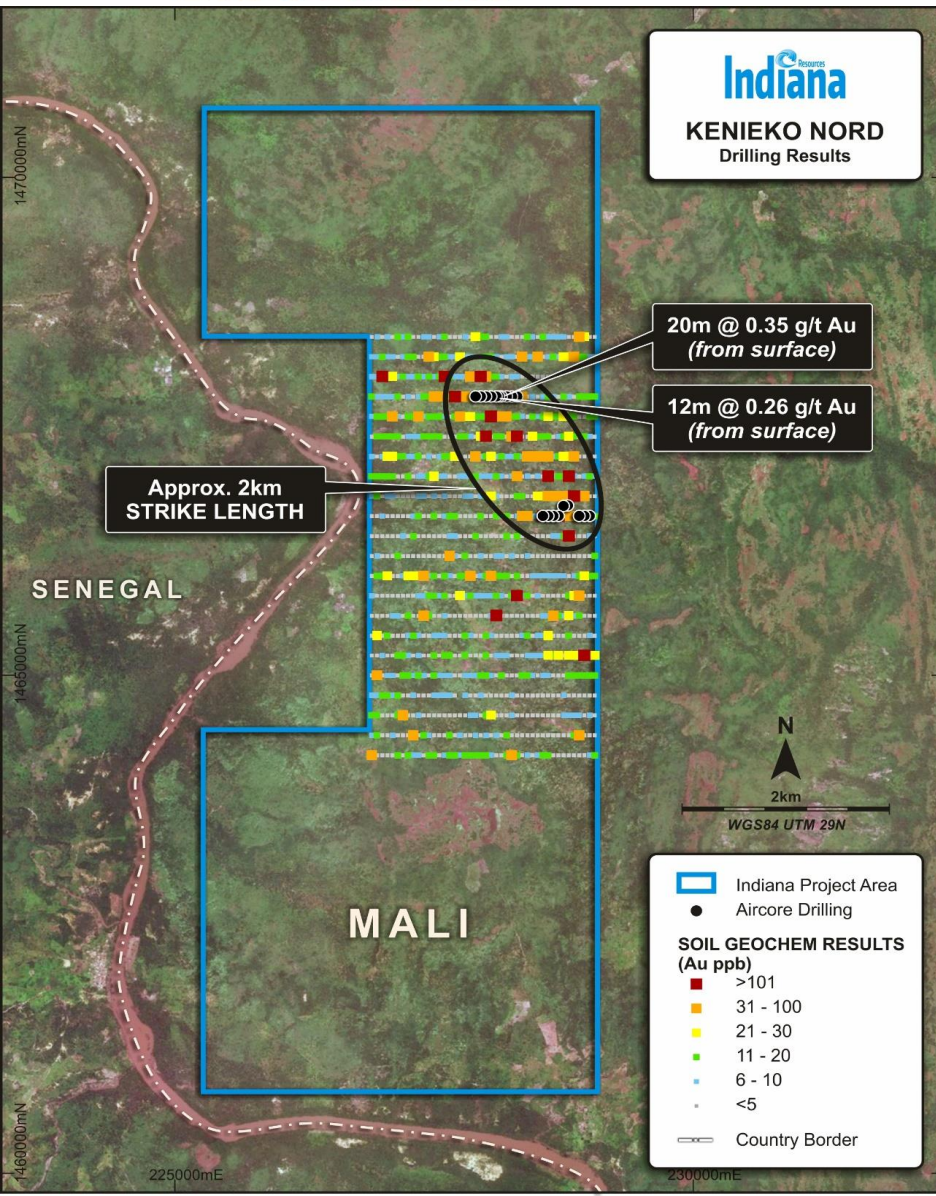 Indiana
Resources
KENIEKO NORD
Drilling Results
1470000mN
20m @ 0.35 g/t Au
(from surface)
12m @ 0.26 g/t Au
(from surface)
Approx. 2km
STRIKE LENGTH
SENEGAL
1465000mN
N
2km
WGS84 UTM 29N
MALI
Indiana Project Area
Aircore Drilling
SOIL GEOCHEM RESULTS
(Au ppb)
>101
31 - 100
21 - 30
11 - 20
6 - 10
<5
Country Border
1460000mN
225000mE
230000mE